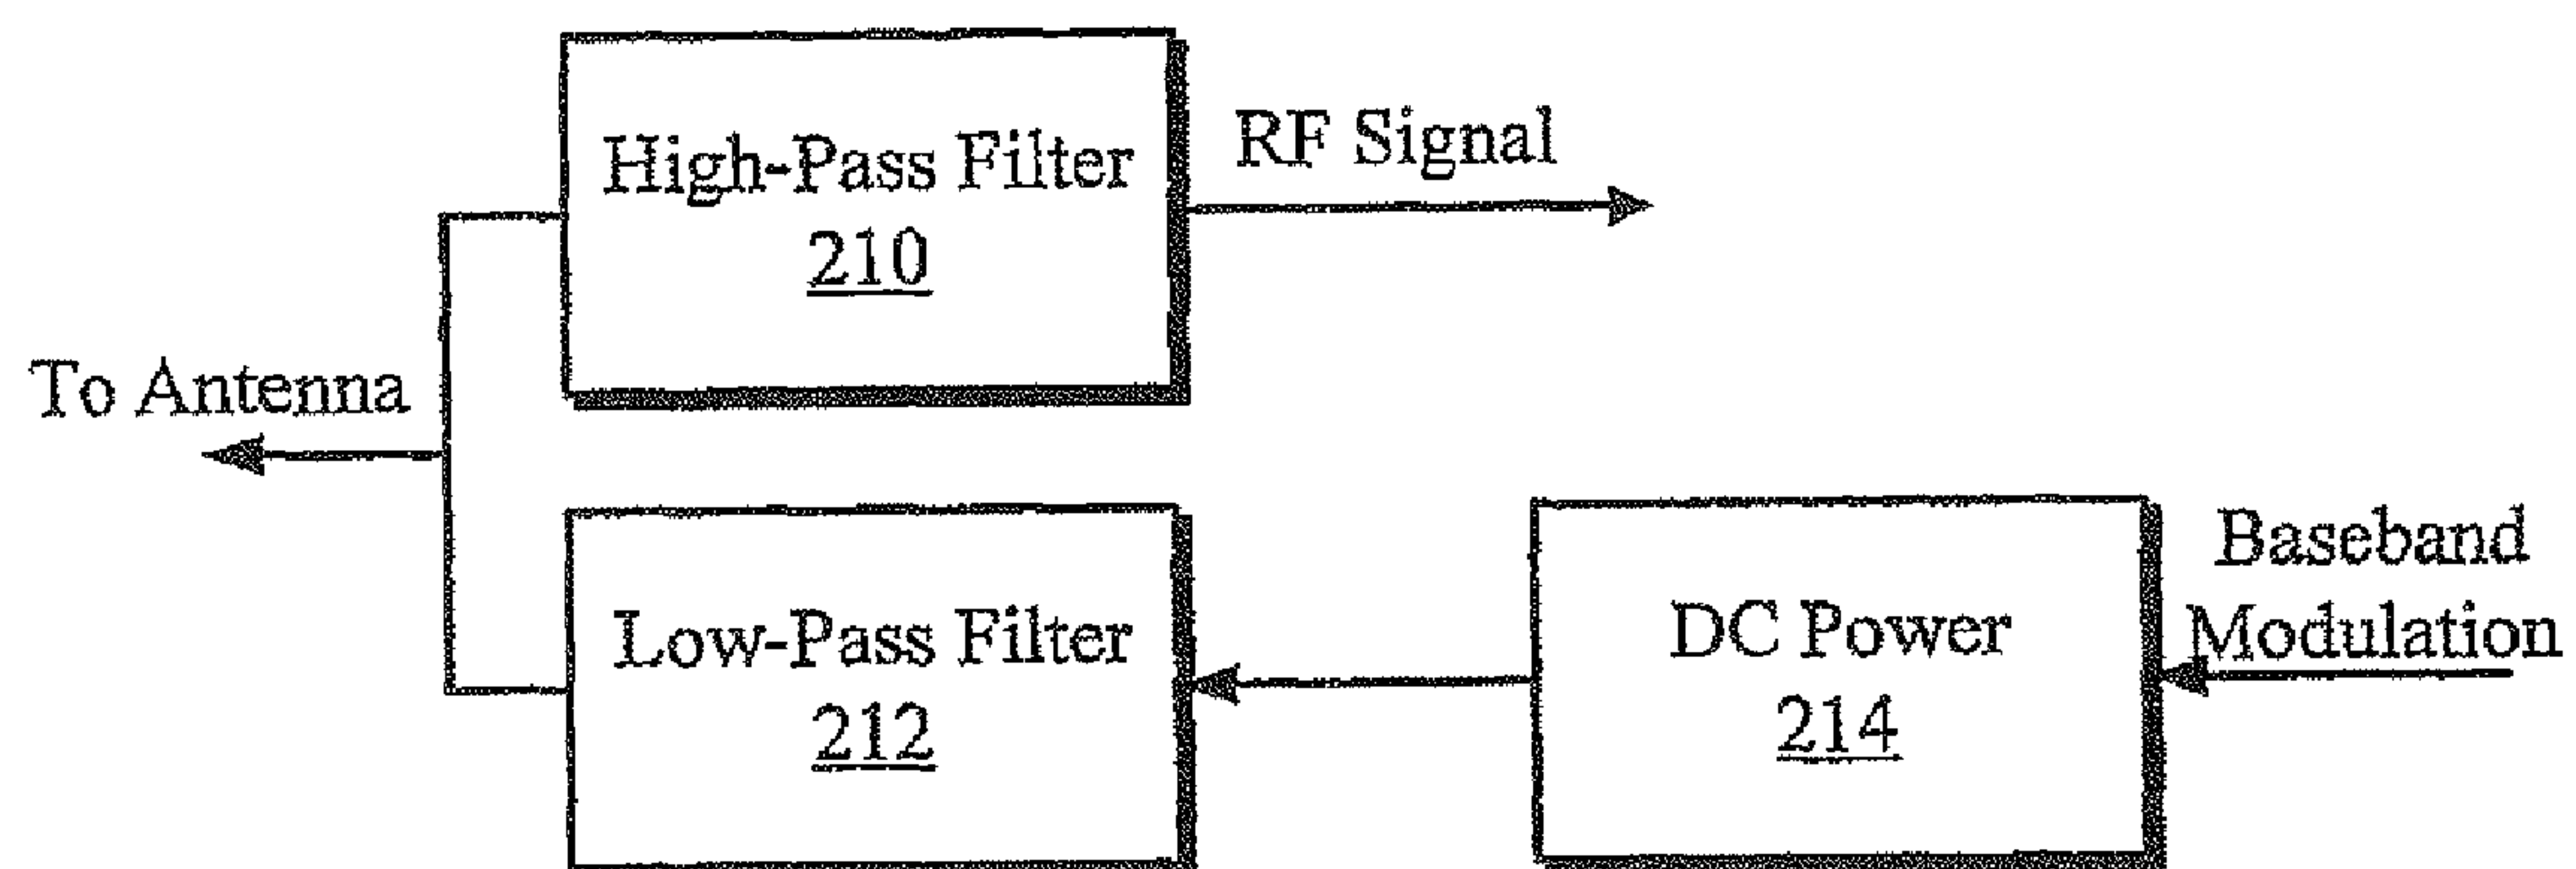 High-Pass Filter
210
RF Signal
To Antenna
Low-Pass Filter
212
DC Power
214
Baseband
Modulation